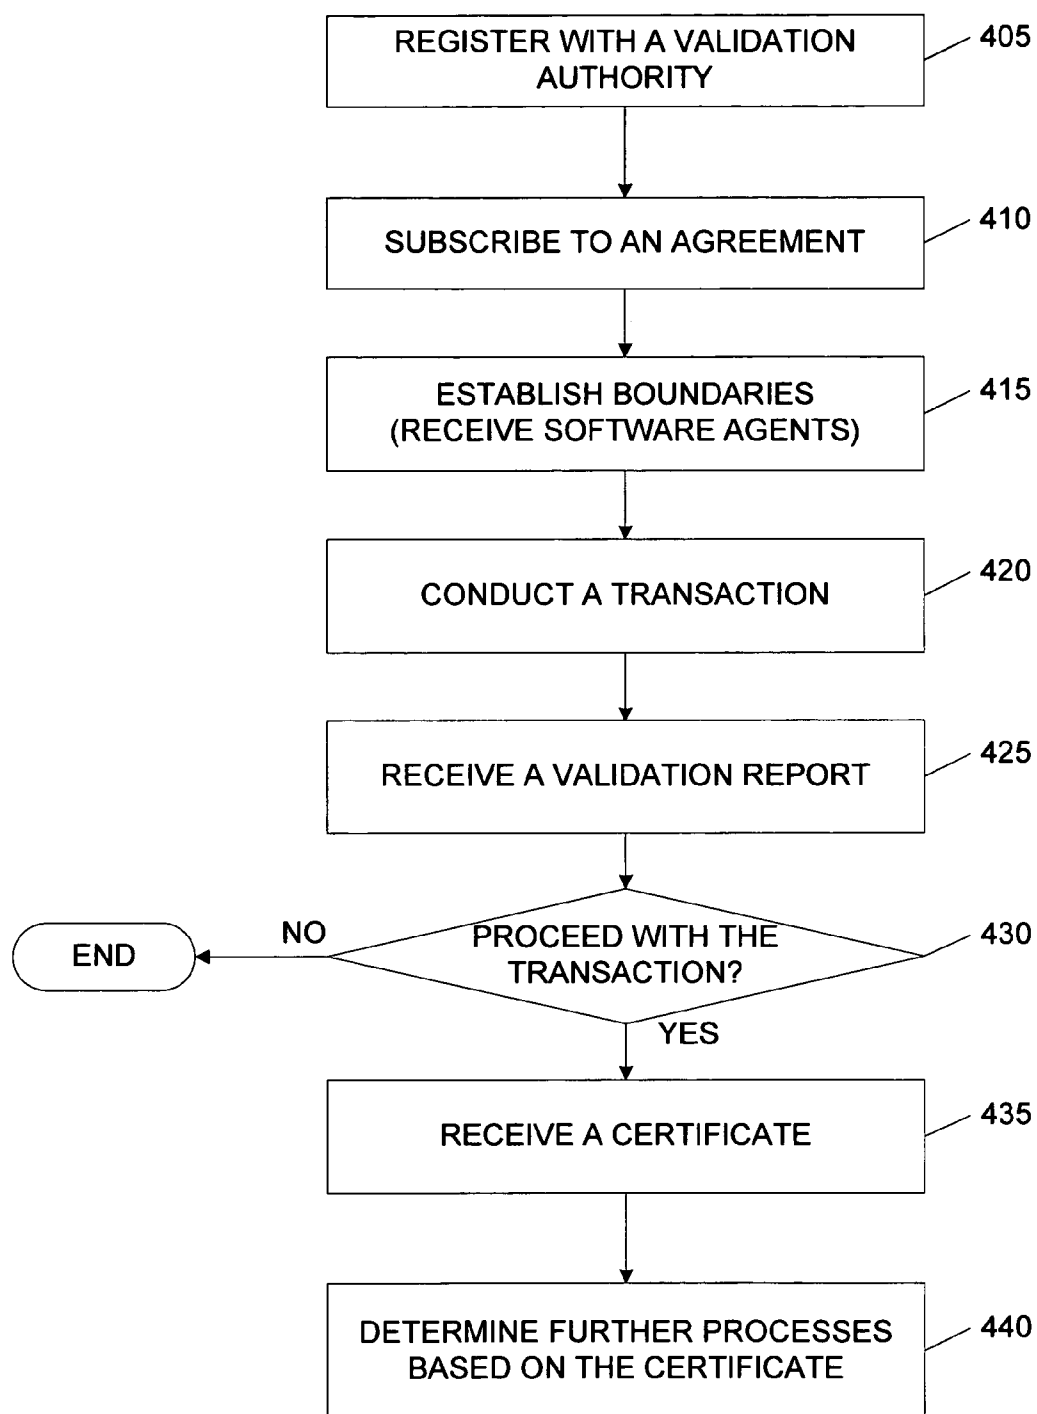 REGISTER WITH A VALIDATION
AUTHORITY
405
SUBSCRIBE TO AN AGREEMENT
410
ESTABLISH BOUNDARIES
(RECEIVE SOFTWARE AGENTS)
415
CONDUCT A TRANSACTION
420
RECEIVE A VALIDATION REPORT
425
PROCEED WITH THE
TRANSACTION?
430
NO
END
YES
RECEIVE A CERTIFICATE
435
DETERMINE FURTHER PROCESSES
BASED ON THE CERTIFICATE
440